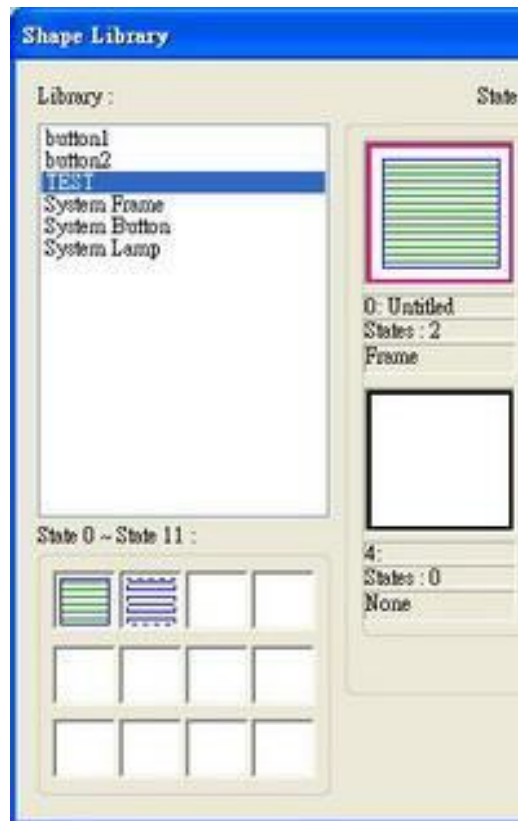 Shape Library
Library :
State
button1
button2
TEST
System Frame
System Button
System Lamp
0: Untitled
States : 2
Frame
State 0 ~ State 11 :
4:
States : 0
None